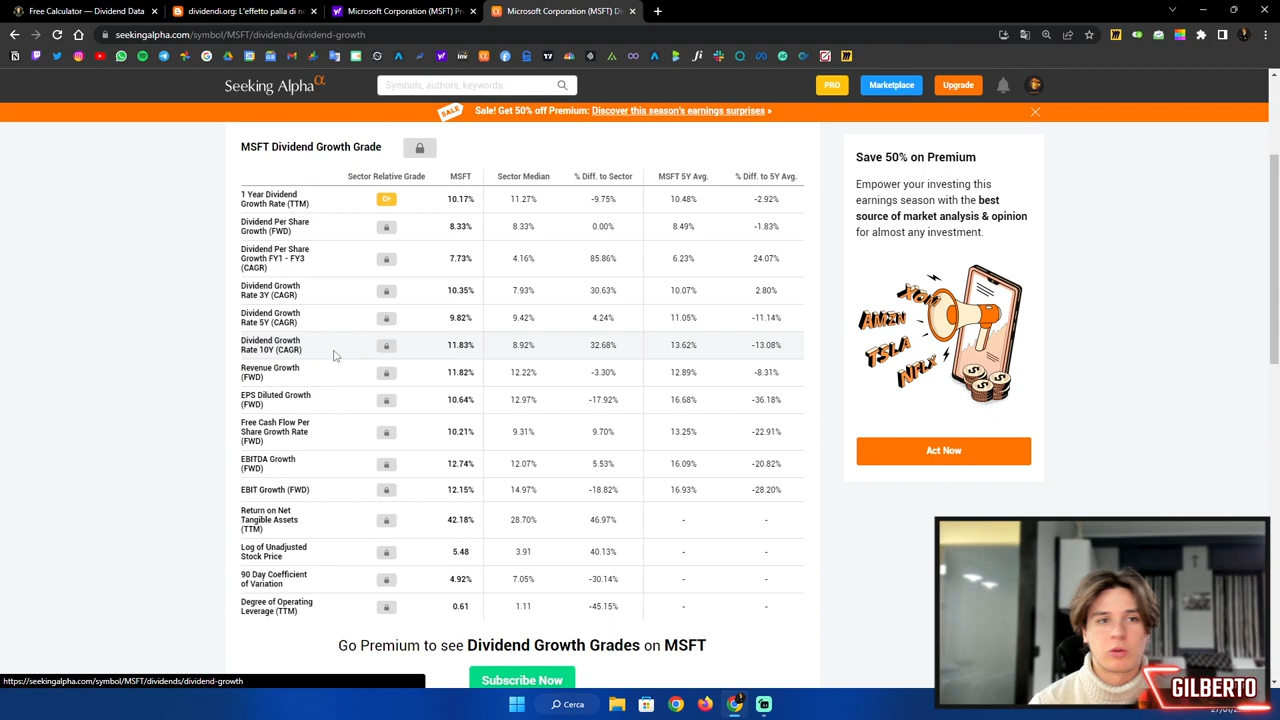 Free Calculator — Dividend Data
dividendi.org: L'effetto palla di ne
Microsoft Corporation (MSFT) Pr
Microsoft Corporation (MSFT) Di
seekingalpha.com/symbol/MSFT/dividends/dividend-growth
Seeking Alpha α
Symbols, authors, keywords
PRO
Marketplace
Upgrade
SALE
Sale! Get 50% off Premium: Discover this season's earnings surprises »
MSFT Dividend Growth Grade
Sector Relative Grade MSFT Sector Median % Diff. to Sector MSFT 5Y Avg. % Diff. to 5Y Avg.
1 Year Dividend
Growth Rate (TTM) C+ 10.17% 11.27% -9.75% 10.48% -2.92%
Dividend Per Share
Growth (FWD) 8.33% 8.33% 0.00% 8.49% -1.83%
Dividend Per Share
Growth FY1 - FY3
(CAGR) 7.73% 4.16% 85.86% 6.23% 24.07%
Dividend Growth
Rate 3Y (CAGR) 10.35% 7.93% 30.63% 10.07% 2.80%
Dividend Growth
Rate 5Y (CAGR) 9.82% 9.42% 4.24% 11.05% -11.14%
Dividend Growth
Rate 10Y (CAGR) 11.83% 8.92% 32.68% 13.62% -13.08%
Revenue Growth
(FWD) 11.82% 12.22% -3.30% 12.89% -8.31%
EPS Diluted Growth
(FWD) 10.64% 12.97% -17.92% 16.68% -36.18%
Free Cash Flow Per
Share Growth Rate
(FWD) 10.21% 9.31% 9.70% 13.25% -22.91%
EBITDA Growth
(FWD) 12.74% 12.07% 5.53% 16.09% -20.82%
EBIT Growth (FWD) 12.15% 14.97% -18.82% 16.93% -28.20%
Return on Net
Tangible Assets
(TTM) 42.18% 28.70% 46.97% - -
Log of Unadjusted
Stock Price 5.48 3.91 40.13% - -
90 Day Coefficient
of Variation 4.92% 7.05% -30.14% - -
Degree of Operating
Leverage (TTM) 0.61 1.11 -45.15% - -
Go Premium to see Dividend Growth Grades on MSFT
Subscribe Now
Save 50% on Premium
Empower your investing this
earnings season with the best
source of market analysis & opinion
for almost any investment.
AMZN
TSLA
NFLX
Act Now
https://seekingalpha.com/symbol/MSFT/dividends/dividend-growth
Cerca
GILBERTO